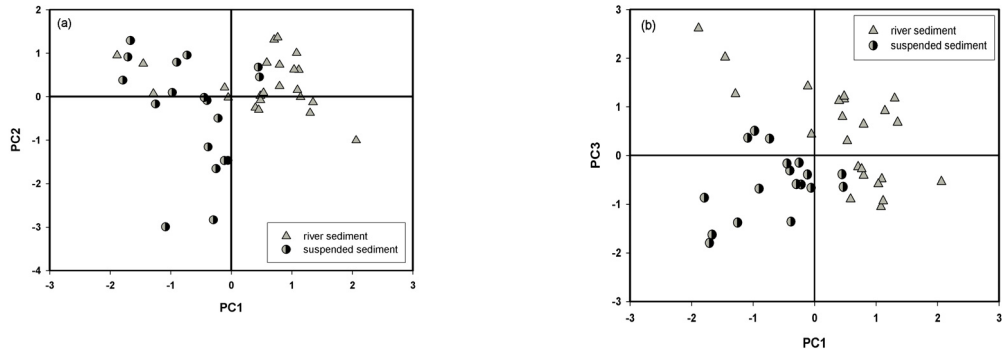 (a)
2
1
0
-1
-2
-3
-4
PC2
-3 -2 -1 0 1 2 3
PC1
river sediment
suspended sediment
(b)
3
2
1
0
-1
-2
-3
PC3
-3 -2 -1 0 1 2 3
PC1
river sediment
suspended sediment